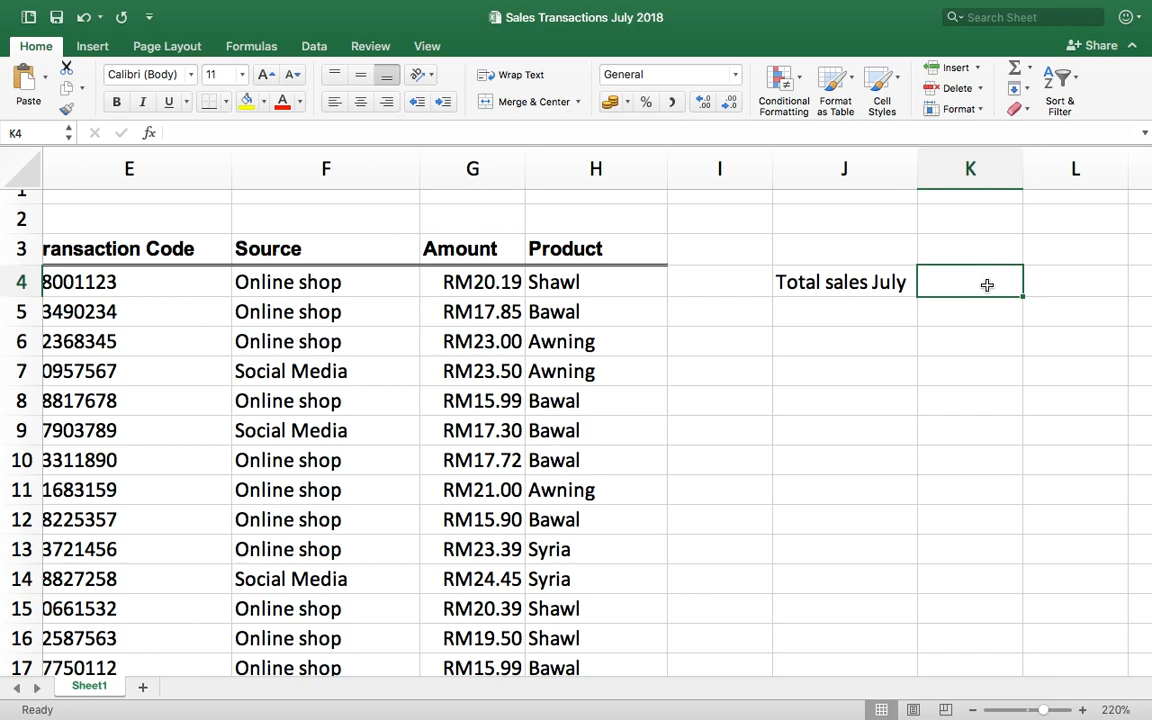 Sales Transactions July 2018
Search Sheet
Home Insert Page Layout Formulas Data Review View
Share
Paste
Calibri (Body) 11
A A
B I U A
Wrap Text
Merge & Center
General
%
.0 .00
.00 .0
Conditional Formatting
Format as Table
Cell Styles
Insert
Delete
Format
Σ
A
Z
Sort & Filter
K4 fx
E F G H I J K L
1
2
3 ransaction Code Source Amount Product
4 8001123 Online shop RM20.19 Shawl Total sales July
5 3490234 Online shop RM17.85 Bawal
6 2368345 Online shop RM23.00 Awning
7 0957567 Social Media RM23.50 Awning
8 8817678 Online shop RM15.99 Bawal
9 7903789 Social Media RM17.30 Bawal
10 3311890 Online shop RM17.72 Bawal
11 1683159 Online shop RM21.00 Awning
12 8225357 Online shop RM15.90 Bawal
13 3721456 Online shop RM23.39 Syria
14 8827258 Social Media RM24.45 Syria
15 0661532 Online shop RM20.39 Shawl
16 2587563 Online shop RM19.50 Shawl
17 7750112 Online shop RM15.99 Bawal
Sheet1 +
Ready 220%